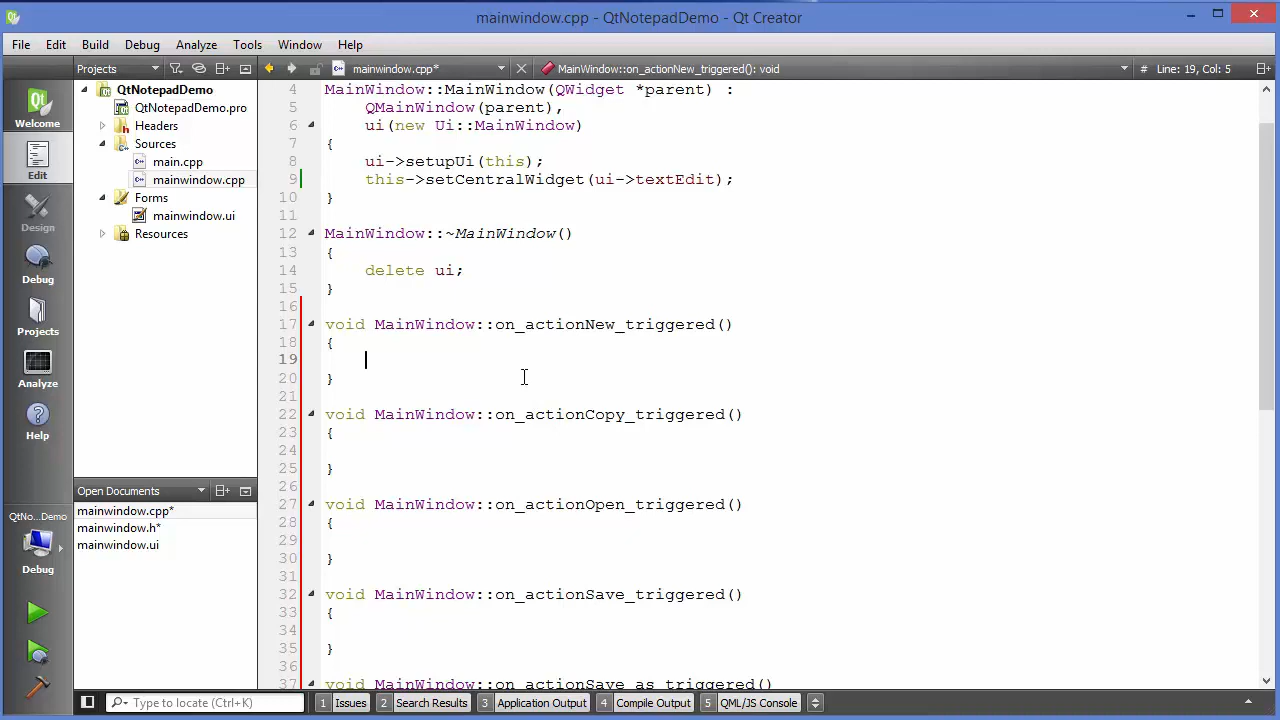 mainwindow.cpp - QtNotepadDemo - Qt Creator
File Edit Build Debug Analyze Tools Window Help
Projects mainwindow.cpp* MainWindow::on_actionNew_triggered(): void # Line: 19, Col: 5
Welcome
Edit
Design
Debug
Projects
Analyze
Help
QtNo...Demo
Debug
QtNotepadDemo
QtNotepadDemo.pro
Headers
Sources
main.cpp
mainwindow.cpp
Forms
mainwindow.ui
Resources
Open Documents
mainwindow.cpp*
mainwindow.h*
mainwindow.ui
4 MainWindow::MainWindow(QWidget *parent) :
5 QMainWindow(parent),
6 ui(new Ui::MainWindow)
7 {
8 ui->setupUi(this);
9 this->setCentralWidget(ui->textEdit);
10 }
11
12 MainWindow::~MainWindow()
13 {
14 delete ui;
15 }
16
17 void MainWindow::on_actionNew_triggered()
18 {
19
20 }
21
22 void MainWindow::on_actionCopy_triggered()
23 {
24
25 }
26
27 void MainWindow::on_actionOpen_triggered()
28 {
29
30 }
31
32 void MainWindow::on_actionSave_triggered()
33 {
34
35 }
36
37 void MainWindow::on_actionSave_as_triggered()
Type to locate (Ctrl+K) 1 Issues 2 Search Results 3 Application Output 4 Compile Output 5 QML/JS Console